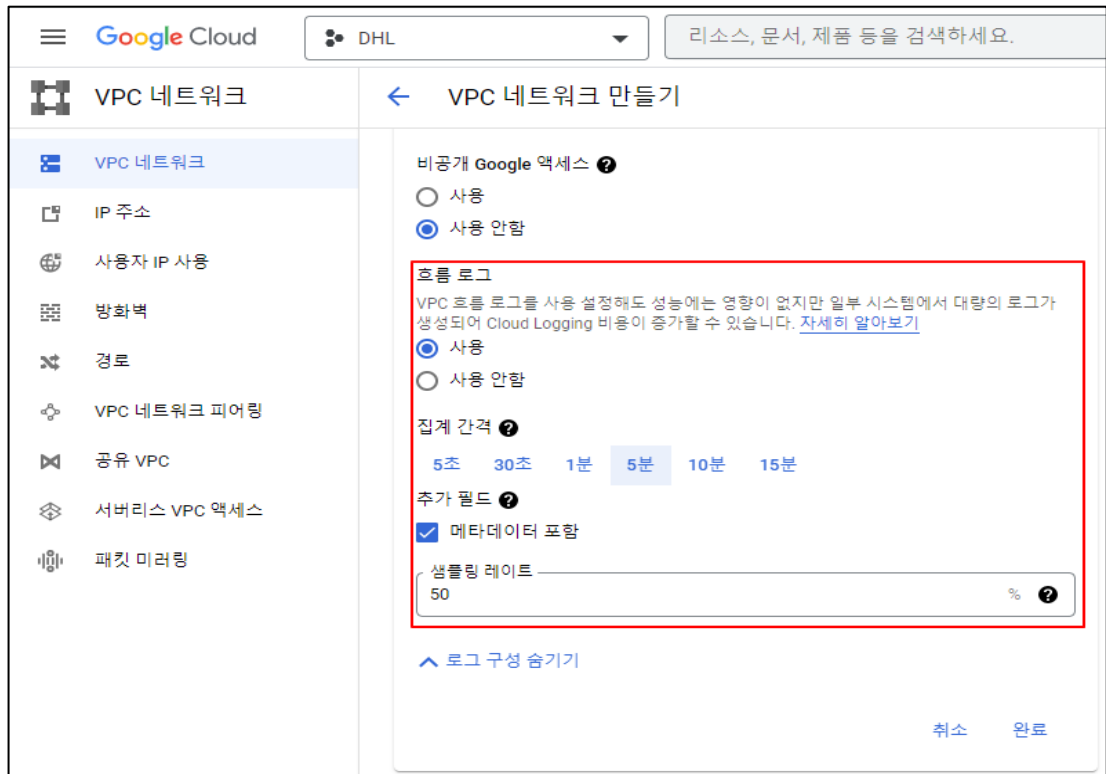 Google Cloud
DHL
리소스, 문서, 제품 등을 검색하세요.
VPC 네트워크
VPC 네트워크 만들기
VPC 네트워크
IP 주소
사용자 IP 사용
방화벽
경로
VPC 네트워크 피어링
공유 VPC
서버리스 VPC 액세스
패킷 미러링
비공개 Google 액세스
사용
사용 안함
흐름 로그
VPC 흐름 로그를 사용 설정해도 성능에는 영향이 없지만 일부 시스템에서 대량의 로그가
생성되어 Cloud Logging 비용이 증가할 수 있습니다. 자세히 알아보기
사용
사용 안함
집계 간격
5초 30초 1분 5분 10분 15분
추가 필드
메타데이터 포함
샘플링 레이트
50 %
로그 구성 숨기기
취소 완료